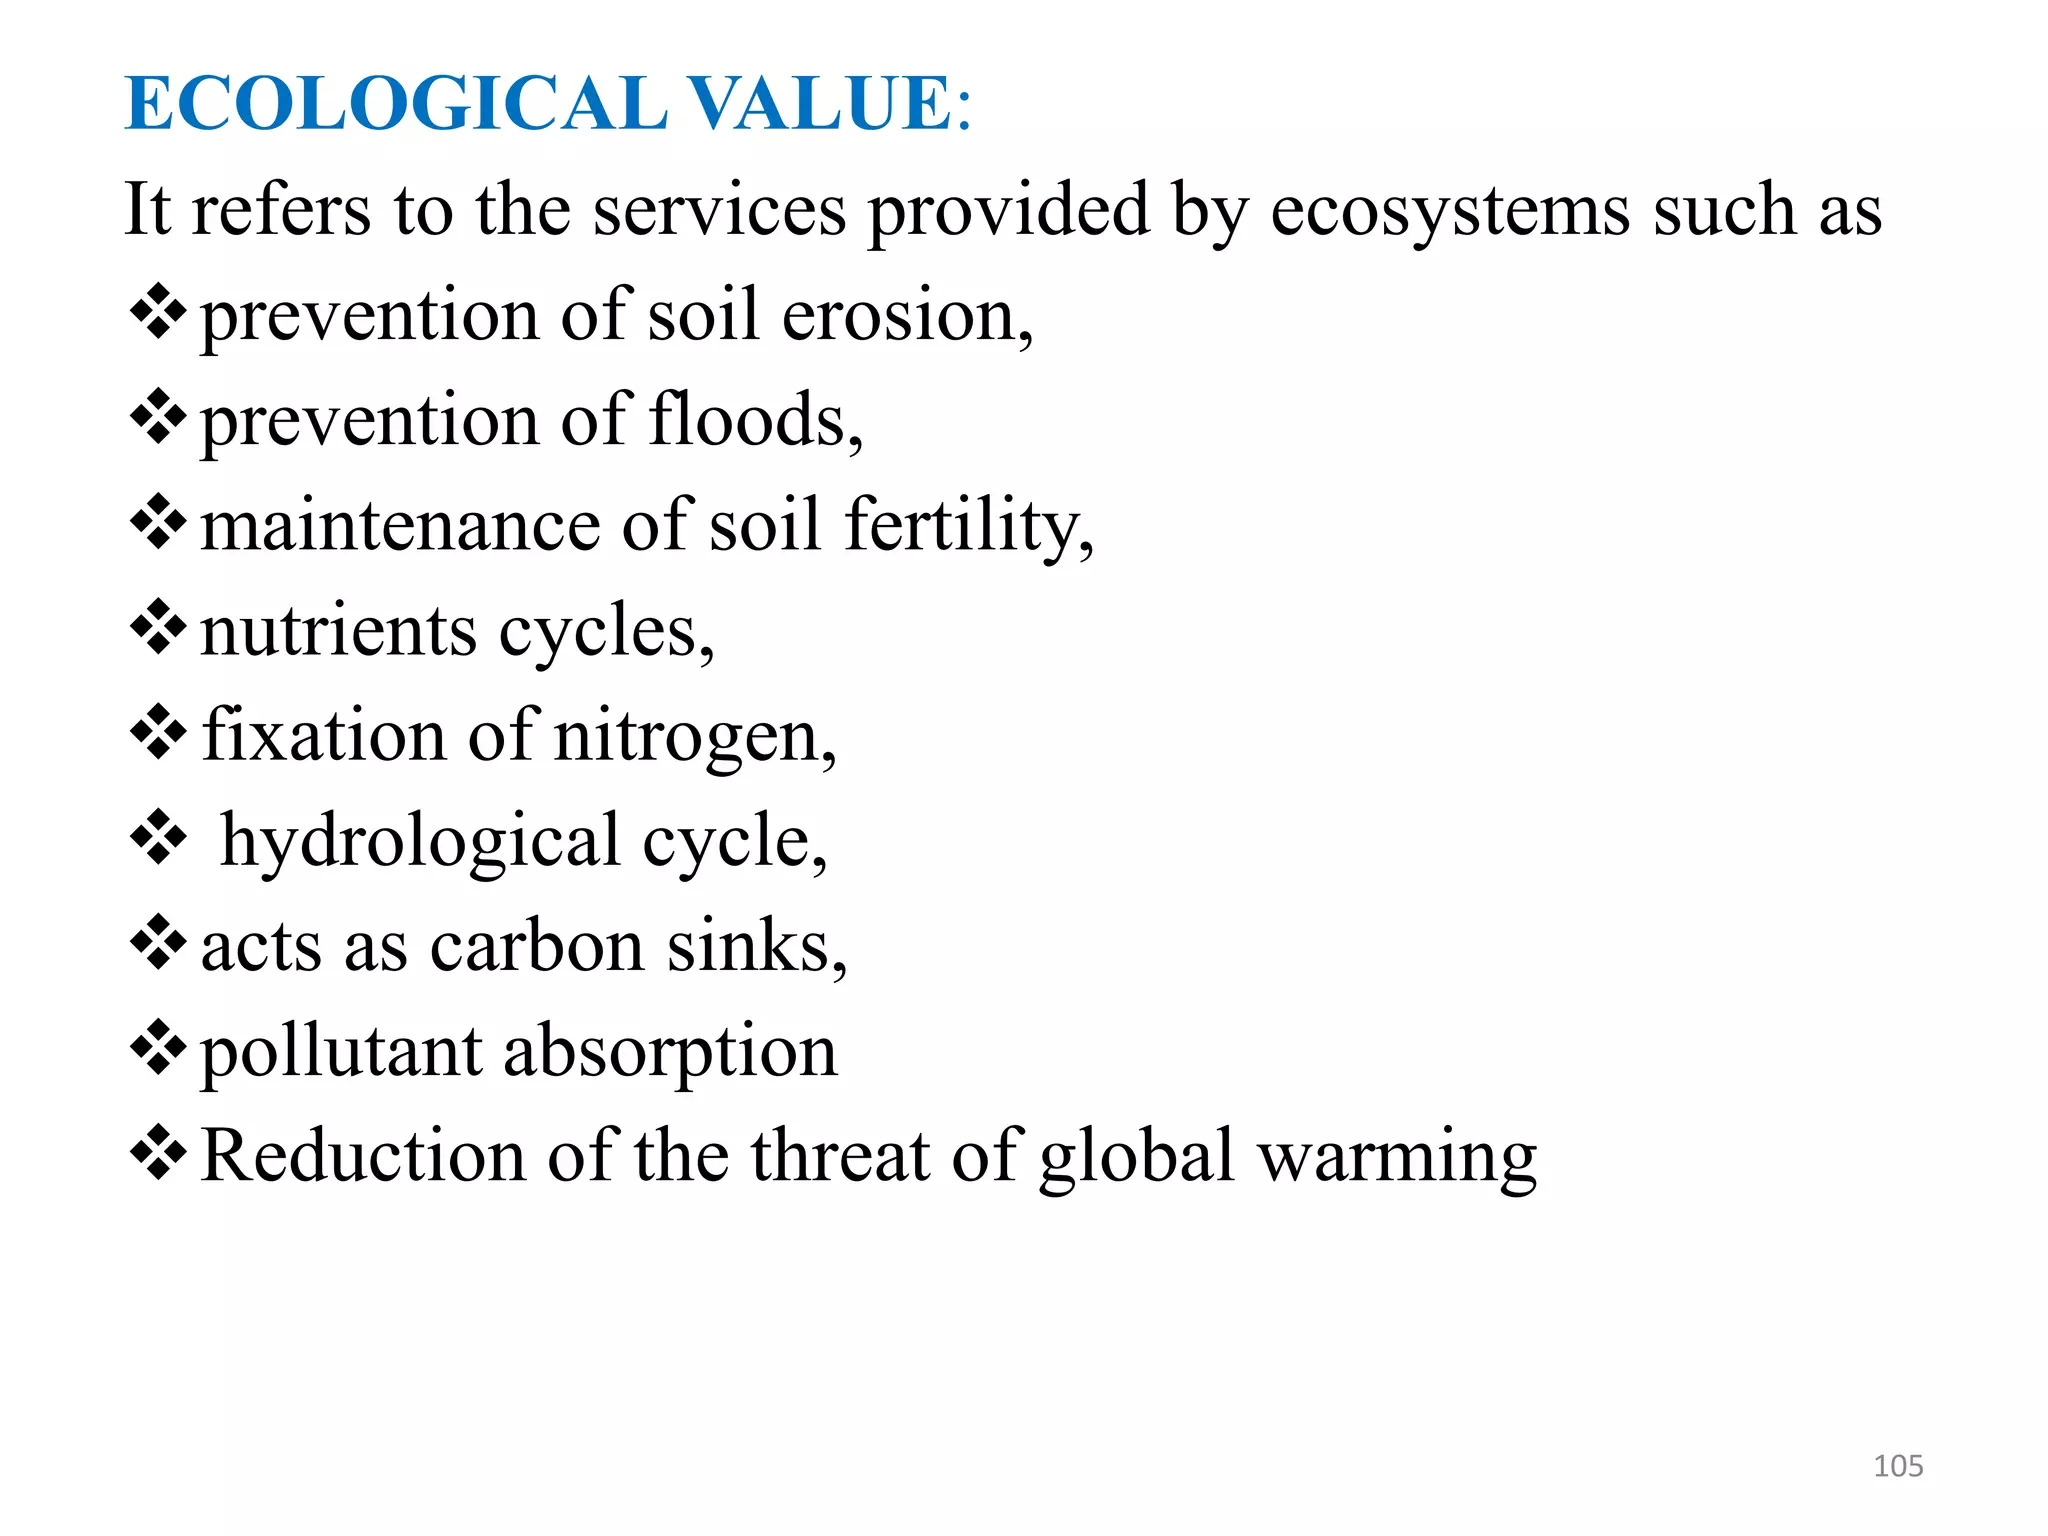 ECOLOGICAL VALUE:
It refers to the services provided by ecosystems such as
❖prevention of soil erosion,
❖prevention of floods,
❖maintenance of soil fertility,
❖nutrients cycles,
❖fixation of nitrogen,
❖ hydrological cycle,
❖acts as carbon sinks,
❖pollutant absorption
❖Reduction of the threat of global warming
105